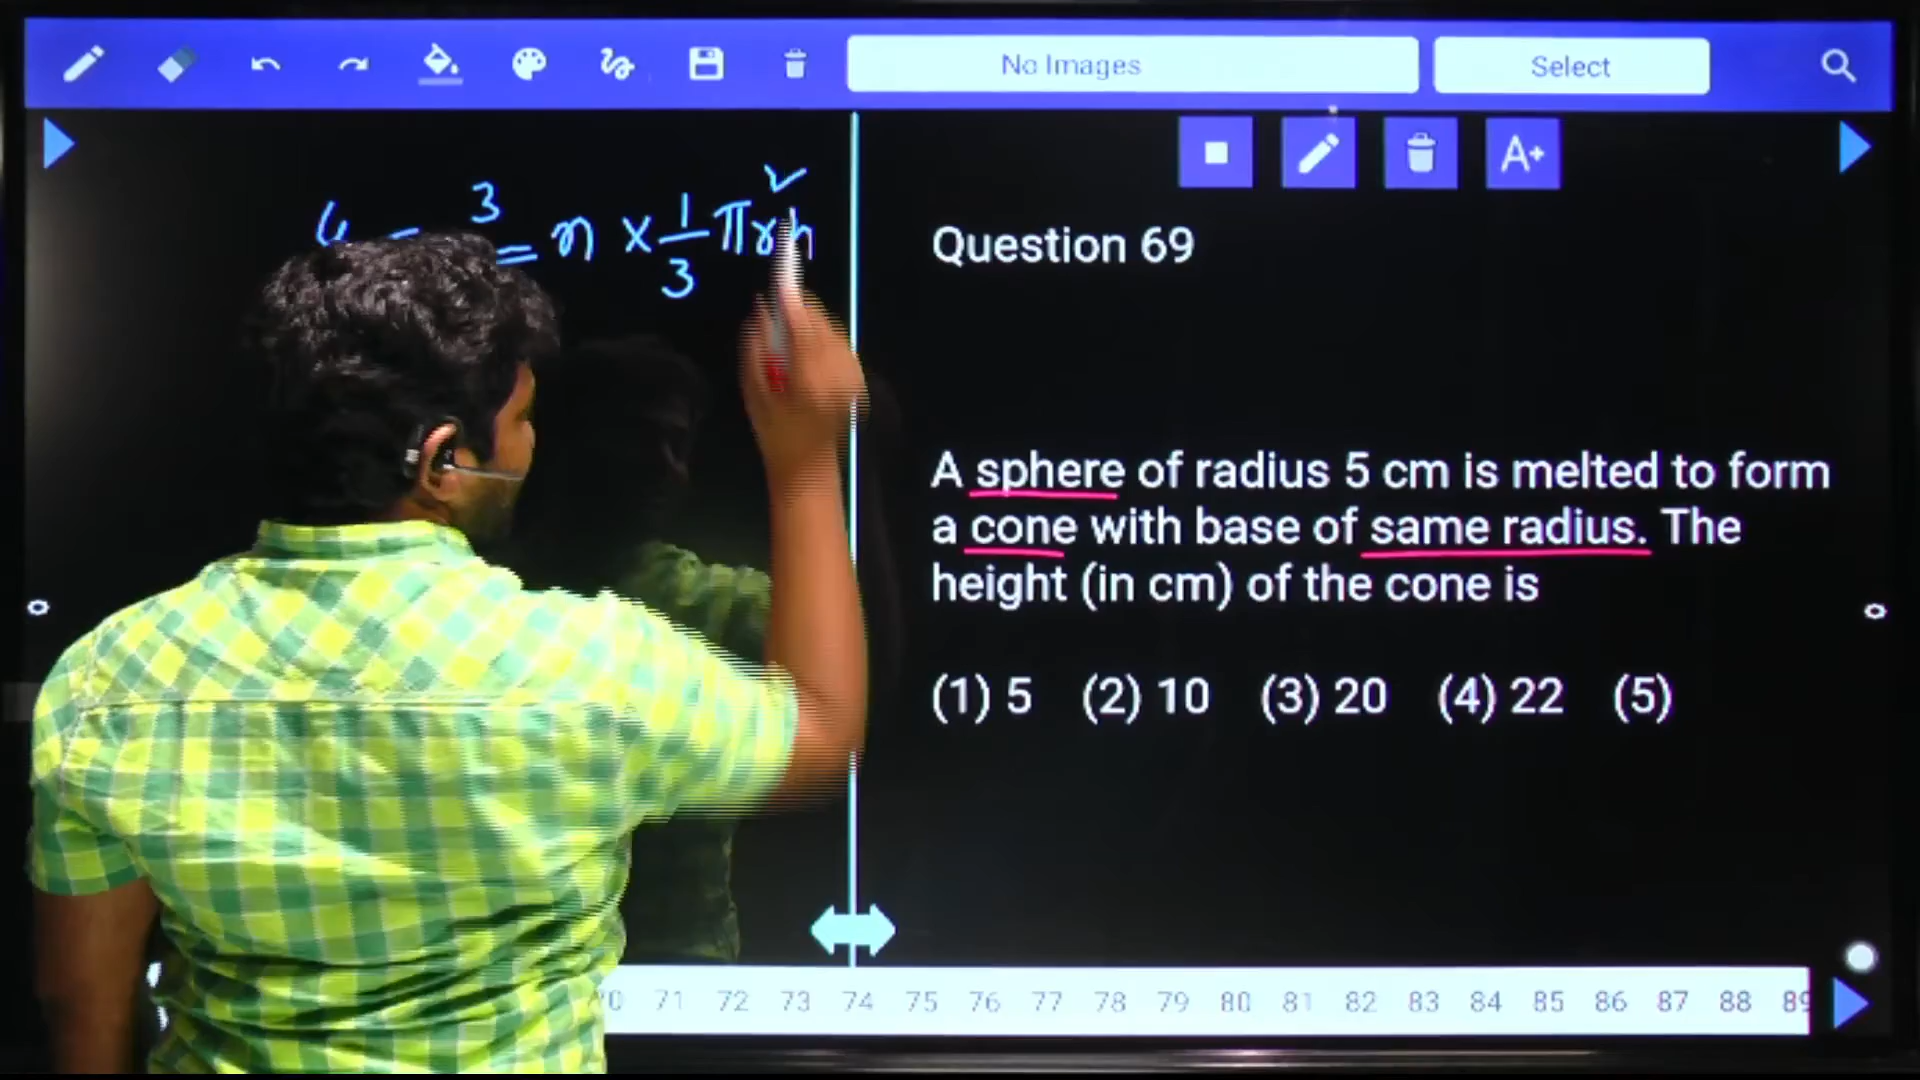 No Images
Select
A+
3 = n × 1/3 πr²h
Question 69
A sphere of radius 5 cm is melted to form
a cone with base of same radius. The
height (in cm) of the cone is
(1) 5 (2) 10 (3) 20 (4) 22 (5)
71 72 73 74 75 76 77 78 79 80 81 82 83 84 85 86 87 88 89